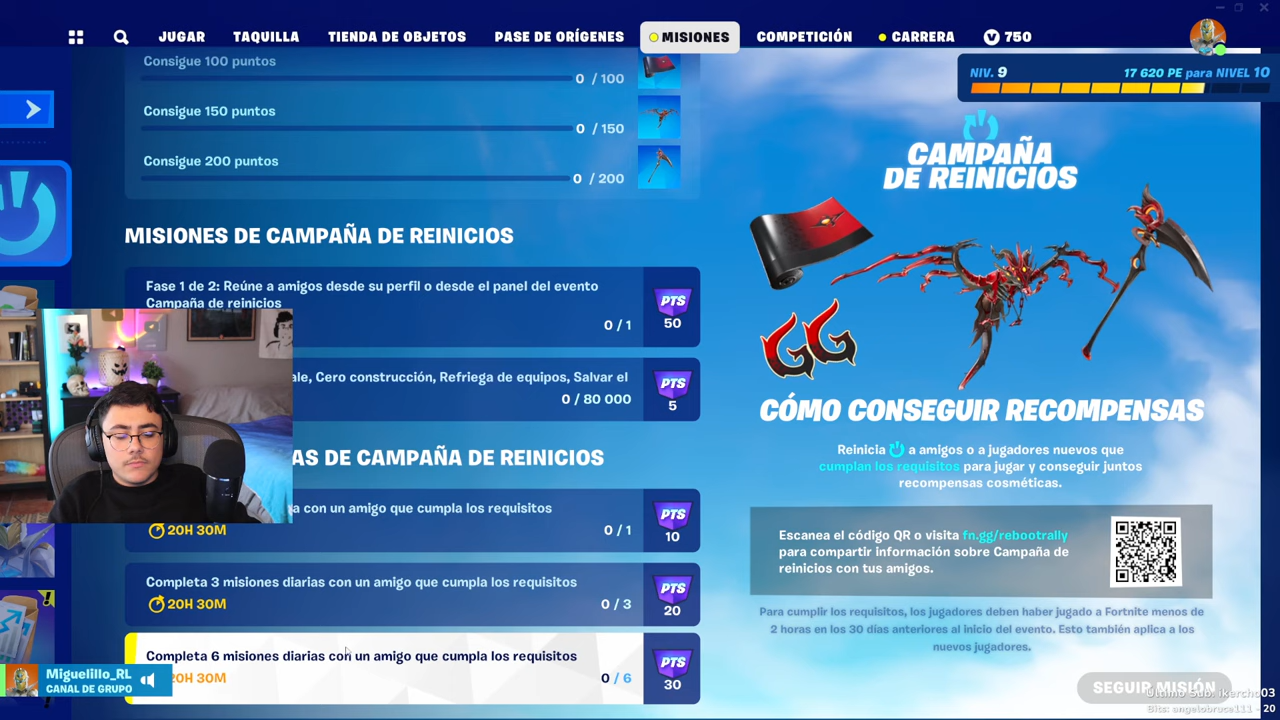 JUGAR
TAQUILLA
TIENDA DE OBJETOS
PASE DE ORÍGENES
MISIONES
COMPETICIÓN
CARRERA
750
NIV. 9
17 620 PE para NIVEL 10
Consigue 100 puntos
0 / 100
Consigue 150 puntos
0 / 150
Consigue 200 puntos
0 / 200
MISIONES DE CAMPAÑA DE REINICIOS
Fase 1 de 2: Reúne a amigos desde su perfil o desde el panel del evento
Campaña de reinicios
0 / 1
PTS
50
ale, Cero construcción, Refriega de equipos, Salvar el
0 / 80 000
PTS
5
AS DE CAMPAÑA DE REINICIOS
a con un amigo que cumpla los requisitos
20H 30M
0 / 1
PTS
10
Completa 3 misiones diarias con un amigo que cumpla los requisitos
20H 30M
0 / 3
PTS
20
Completa 6 misiones diarias con un amigo que cumpla los requisitos
20H 30M
0 / 6
PTS
30
Miguelillo_RL
CANAL DE GRUPO
CAMPAÑA
DE REINICIOS
GG
CÓMO CONSEGUIR RECOMPENSAS
Reinicia a amigos o a jugadores nuevos que
cumplan los requisitos para jugar y conseguir juntos
recompensas cosméticas.
Escanea el código QR o visita fn.gg/rebootrally
para compartir información sobre Campaña de
reinicios con tus amigos.
Para cumplir los requisitos, los jugadores deben haber jugado a Fortnite menos de
2 horas en los 30 días anteriores al inicio del evento. Esto también aplica a los
nuevos jugadores.
SEGUIR MISIÓN
Último Sub: ikercho03
Bits: angelobruce111 - 20